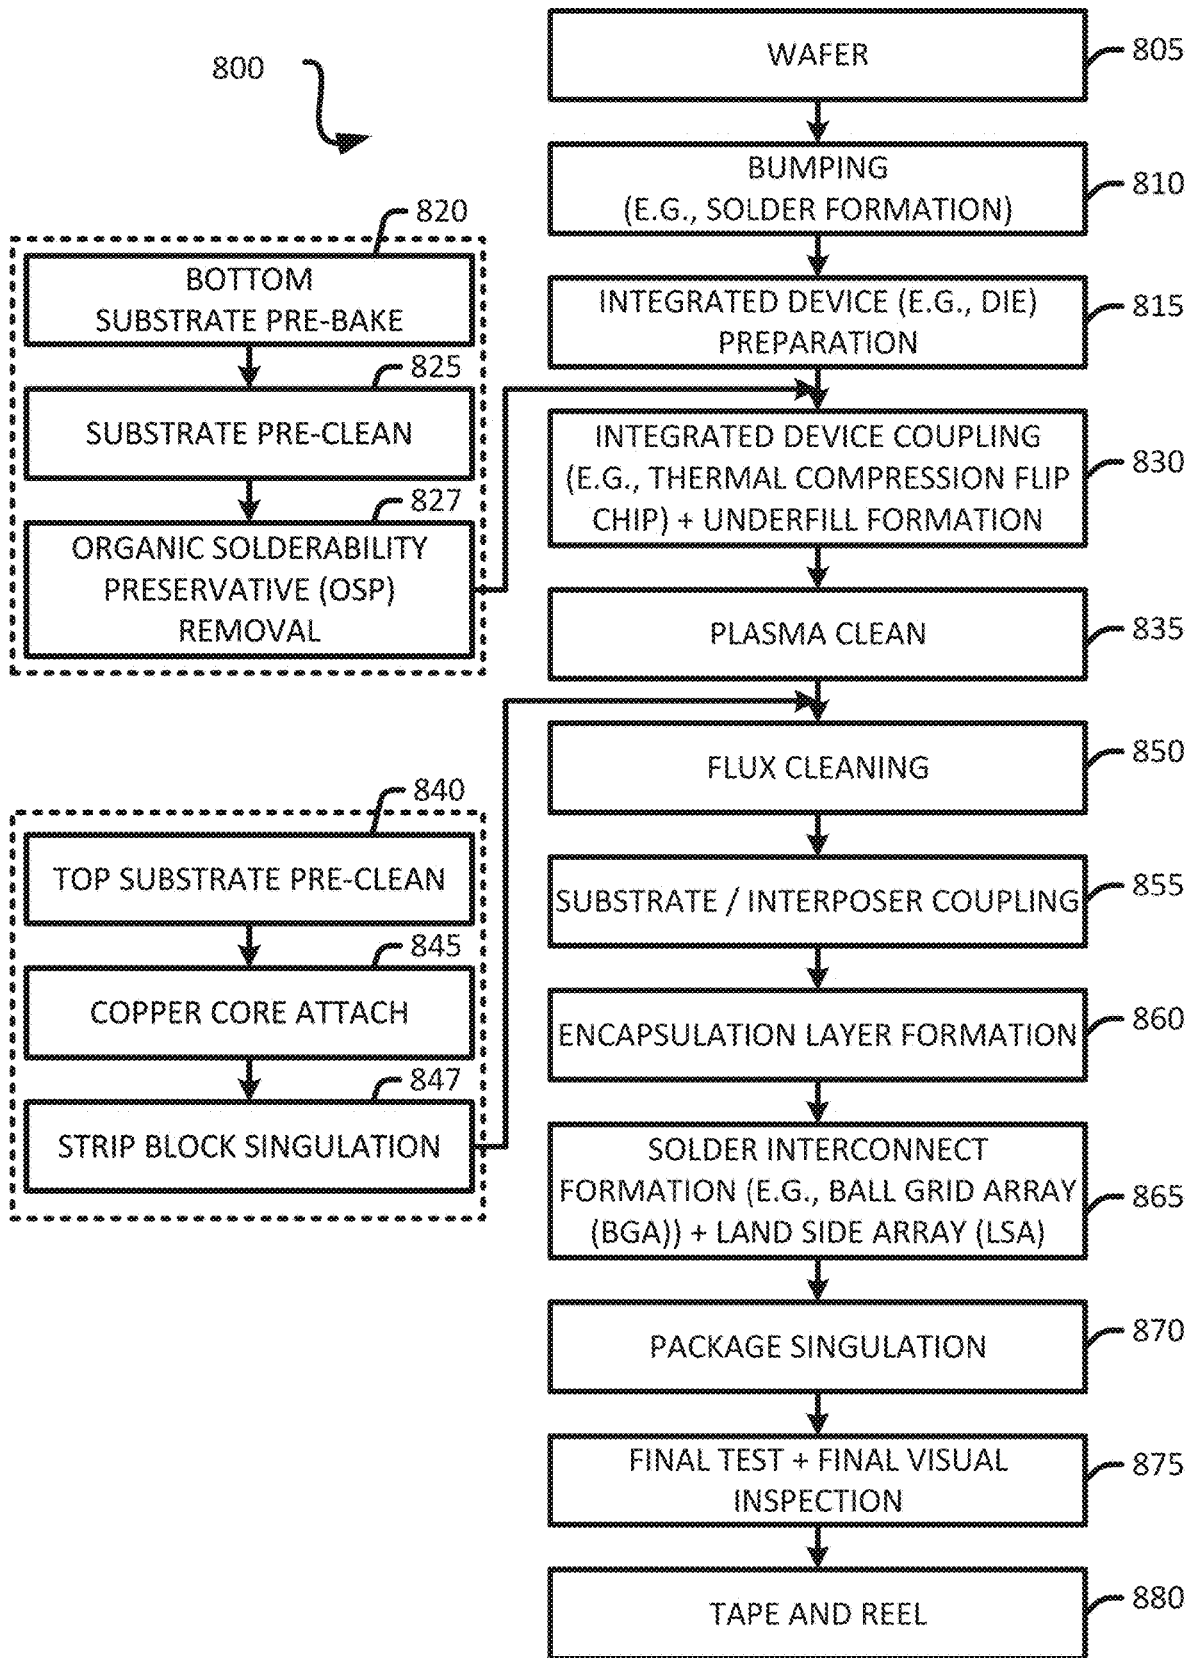 800
WAFER
805
BUMPING
(E.G., SOLDER FORMATION)
810
INTEGRATED DEVICE (E.G., DIE)
PREPARATION
815
820
BOTTOM
SUBSTRATE PRE-BAKE
825
SUBSTRATE PRE-CLEAN
827
ORGANIC SOLDERABILITY
PRESERVATIVE (OSP)
REMOVAL
INTEGRATED DEVICE COUPLING
(E.G., THERMAL COMPRESSION FLIP
CHIP) + UNDERFILL FORMATION
830
PLASMA CLEAN
835
840
TOP SUBSTRATE PRE-CLEAN
845
COPPER CORE ATTACH
847
STRIP BLOCK SINGULATION
FLUX CLEANING
850
SUBSTRATE / INTERPOSER COUPLING
855
ENCAPSULATION LAYER FORMATION
860
SOLDER INTERCONNECT
FORMATION (E.G., BALL GRID ARRAY
(BGA)) + LAND SIDE ARRAY (LSA)
865
PACKAGE SINGULATION
870
FINAL TEST + FINAL VISUAL
INSPECTION
875
TAPE AND REEL
880